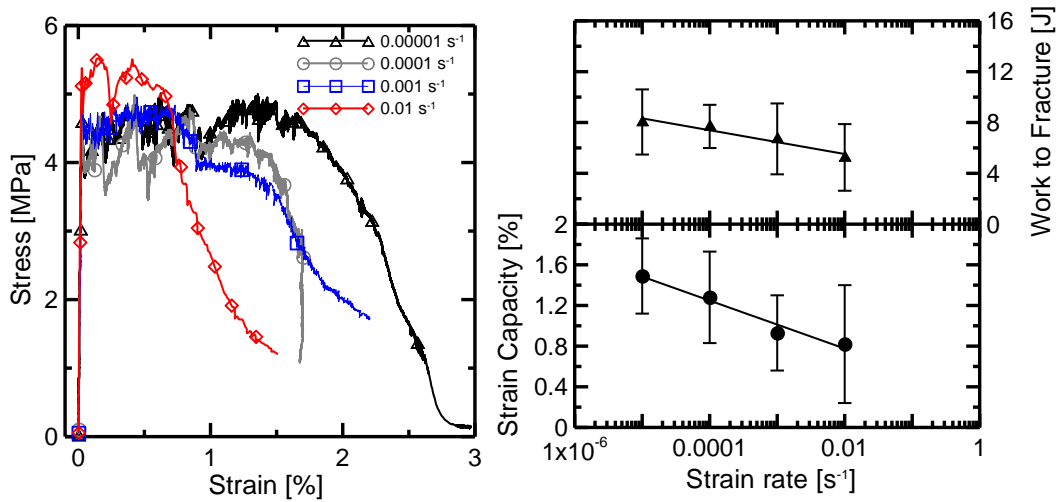 6
4
2
0
Stress [MPa]
0
1
2
3
Strain [%]
0.00001 s⁻¹
0.0001 s⁻¹
0.001 s⁻¹
0.01 s⁻¹
16
12
8
4
0
Work to Fracture [J]
2
1.6
1.2
0.8
0.4
0
Strain Capacity [%]
1x10⁻⁶
0.0001
0.01
1
Strain rate [s⁻¹]